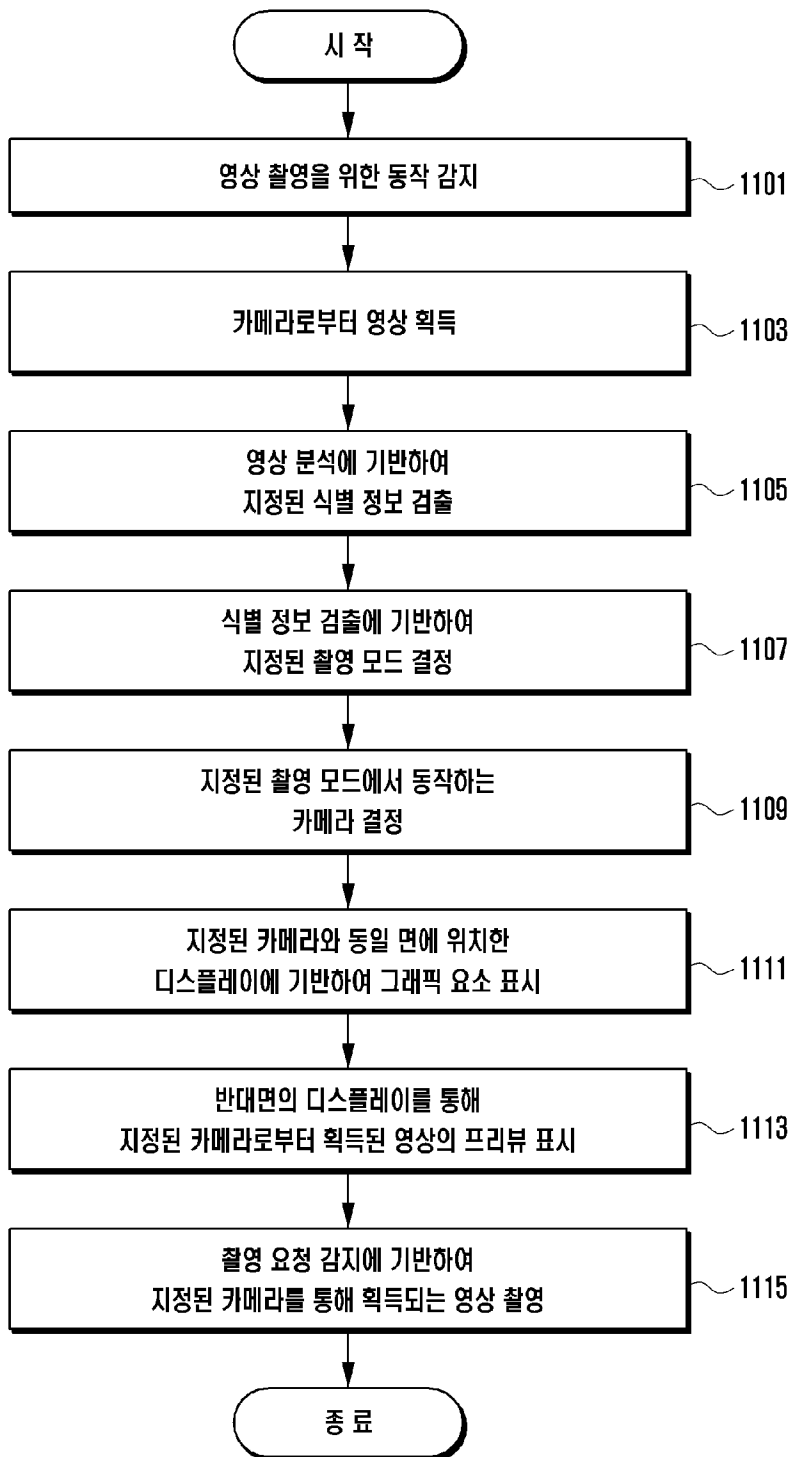 시 작
영상 촬영을 위한 동작 감지
1101
카메라로부터 영상 획득
1103
영상 분석에 기반하여
지정된 식별 정보 검출
1105
식별 정보 검출에 기반하여
지정된 촬영 모드 결정
1107
지정된 촬영 모드에서 동작하는
카메라 결정
1109
지정된 카메라와 동일 면에 위치한
디스플레이에 기반하여 그래픽 요소 표시
1111
반대면의 디스플레이를 통해
지정된 카메라로부터 획득된 영상의 프리뷰 표시
1113
촬영 요청 감지에 기반하여
지정된 카메라를 통해 획득되는 영상 촬영
1115
종 료